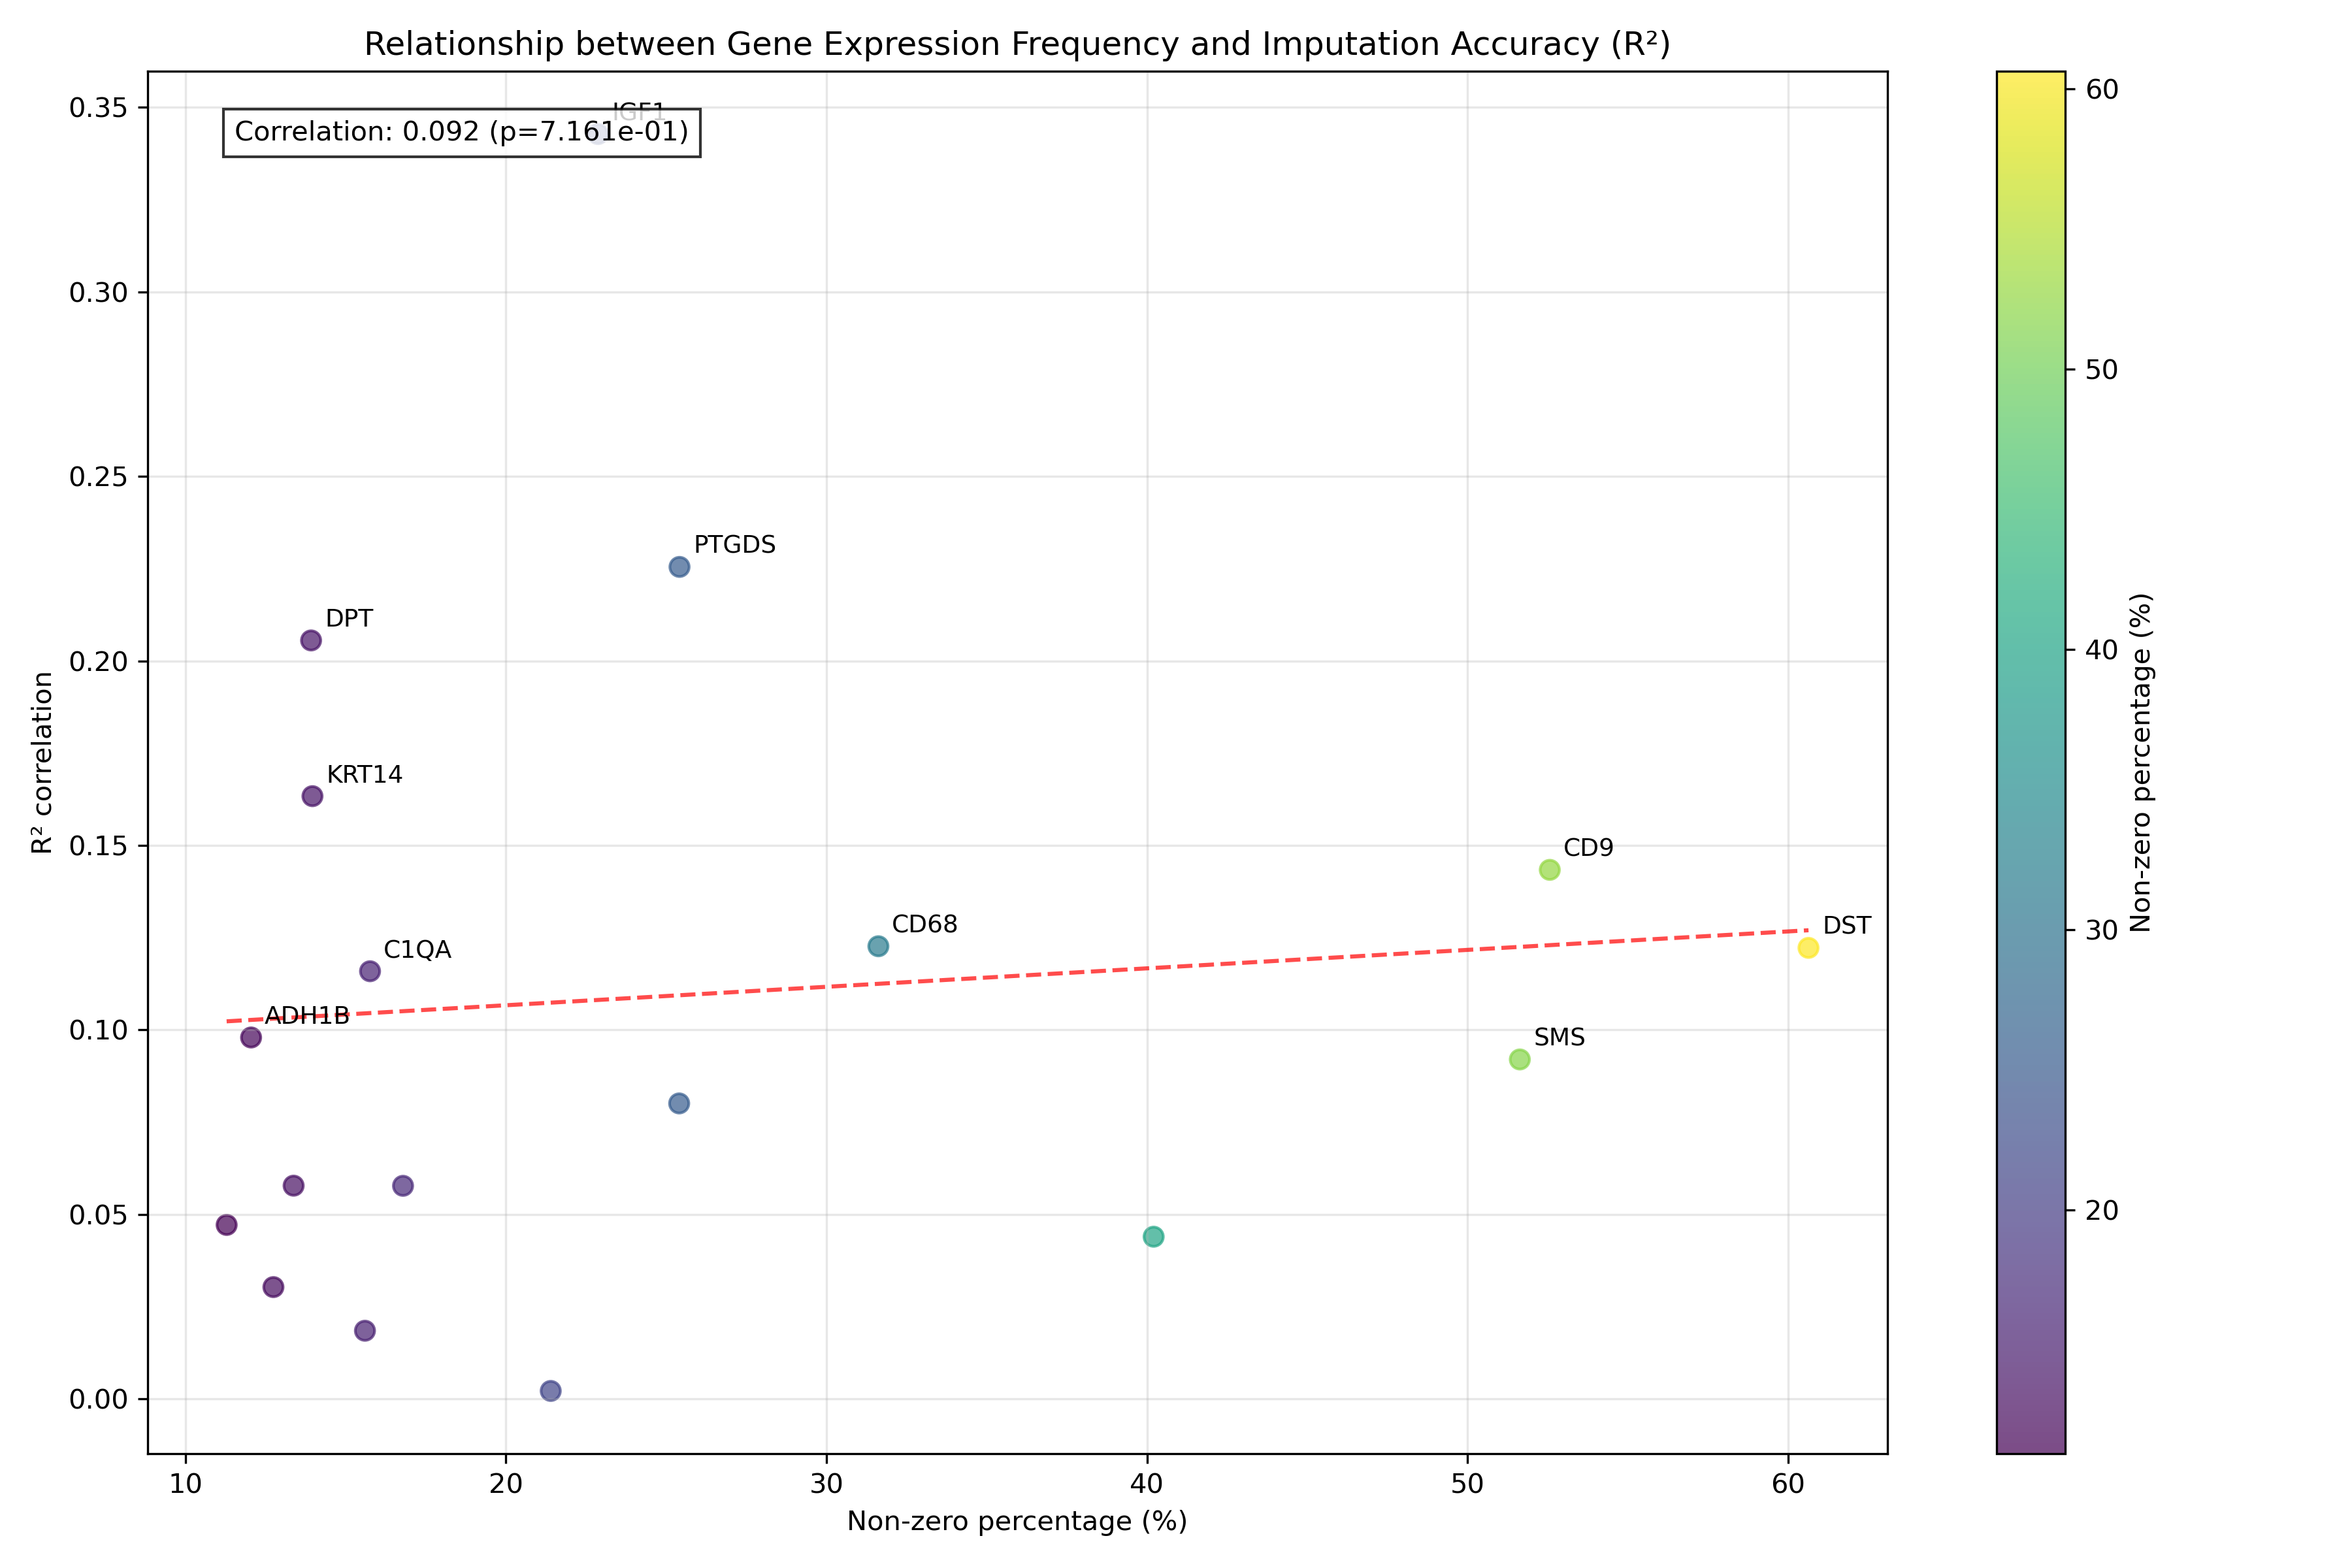 Relationship between Gene Expression Frequency and Imputation Accuracy (R²)
IGF1
Correlation: 0.092 (p=7.161e-01)
PTGDS
DPT
KRT14
CD9
CD68
DST
C1QA
ADH1B
SMS
0.35
0.30
0.25
0.20
0.15
0.10
0.05
0.00
R² correlation
10 20 30 40 50 60
Non-zero percentage (%)
60
50
40
30
20
Non-zero percentage (%)